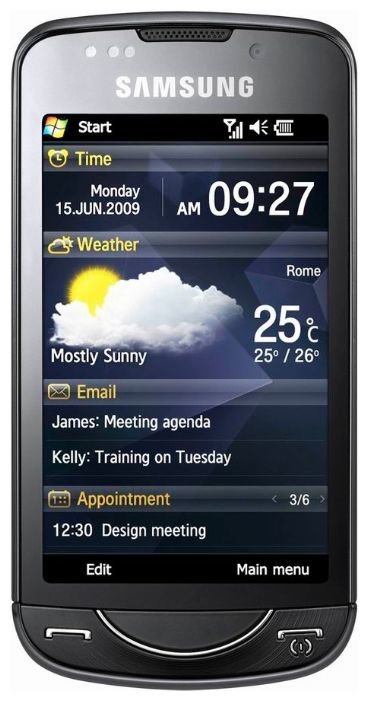 SAMSUNG
Start
Time
Monday
15.JUN.2009
AM 09:27
Weather
Rome
25°C
Mostly Sunny
25° / 26°
Email
James: Meeting agenda
Kelly: Training on Tuesday
Appointment
< 3/6 >
12:30 Design meeting
Edit
Main menu